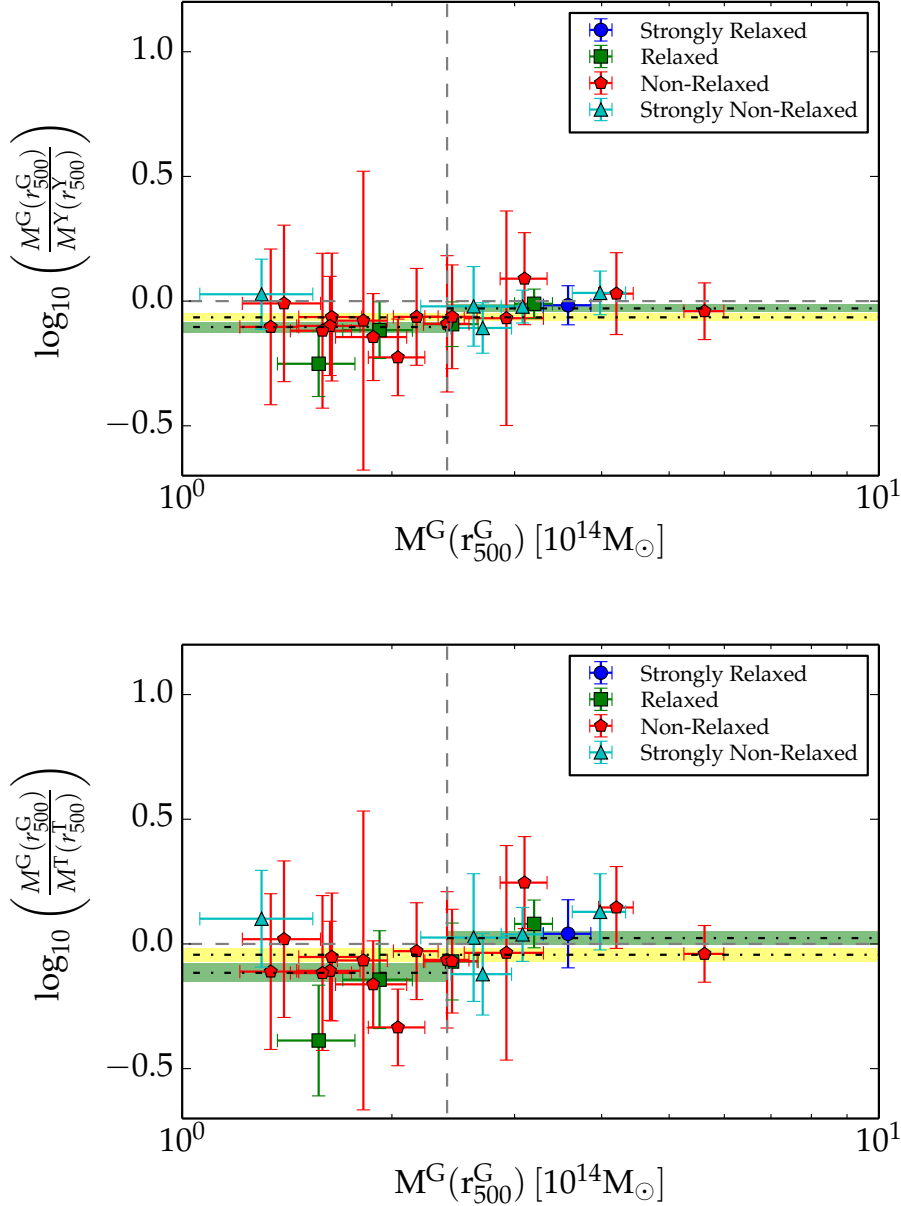 1.0
0.5
0.0
−0.5
10^0
10^1
log10 ( M^G(r^G_500) / M^Y(r^Y_500) )
M^G(r^G_500) [10^14 M_⊙]
Strongly Relaxed
Relaxed
Non-Relaxed
Strongly Non-Relaxed
1.0
0.5
0.0
−0.5
10^0
10^1
log10 ( M^G(r^G_500) / M^T(r^T_500) )
M^G(r^G_500) [10^14 M_⊙]
Strongly Relaxed
Relaxed
Non-Relaxed
Strongly Non-Relaxed